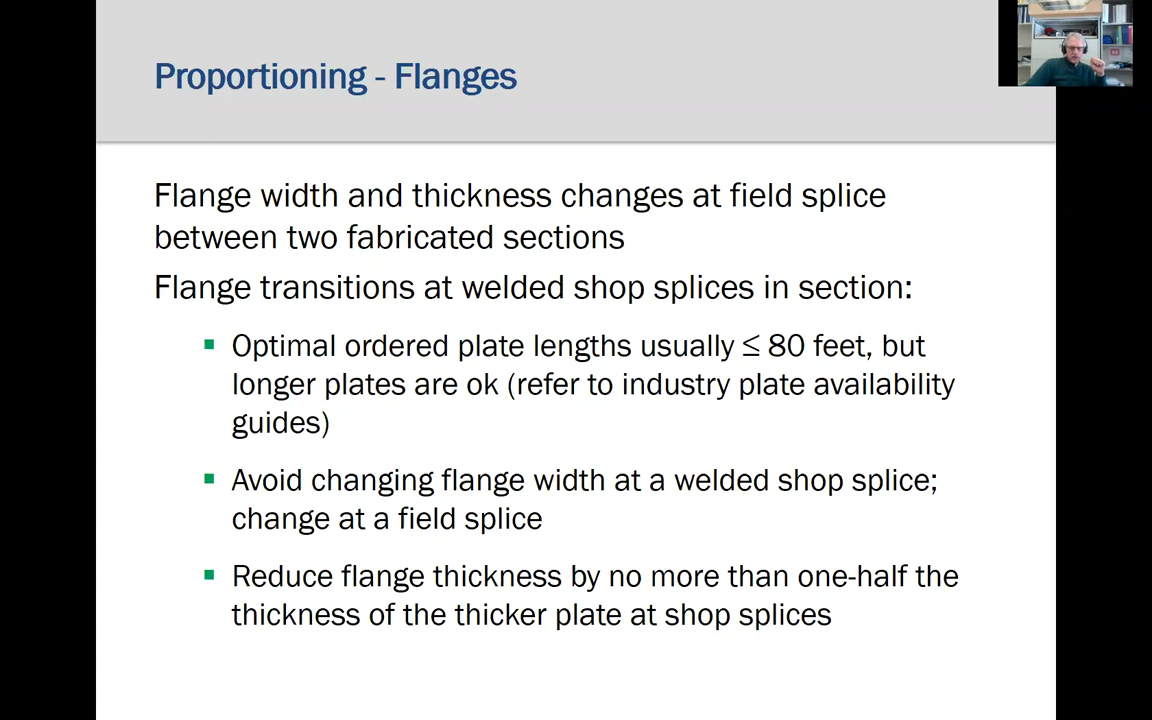 Proportioning - Flanges
Flange width and thickness changes at field splice
between two fabricated sections
Flange transitions at welded shop splices in section:
Optimal ordered plate lengths usually ≤ 80 feet, but
longer plates are ok (refer to industry plate availability
guides)
Avoid changing flange width at a welded shop splice;
change at a field splice
Reduce flange thickness by no more than one-half the
thickness of the thicker plate at shop splices